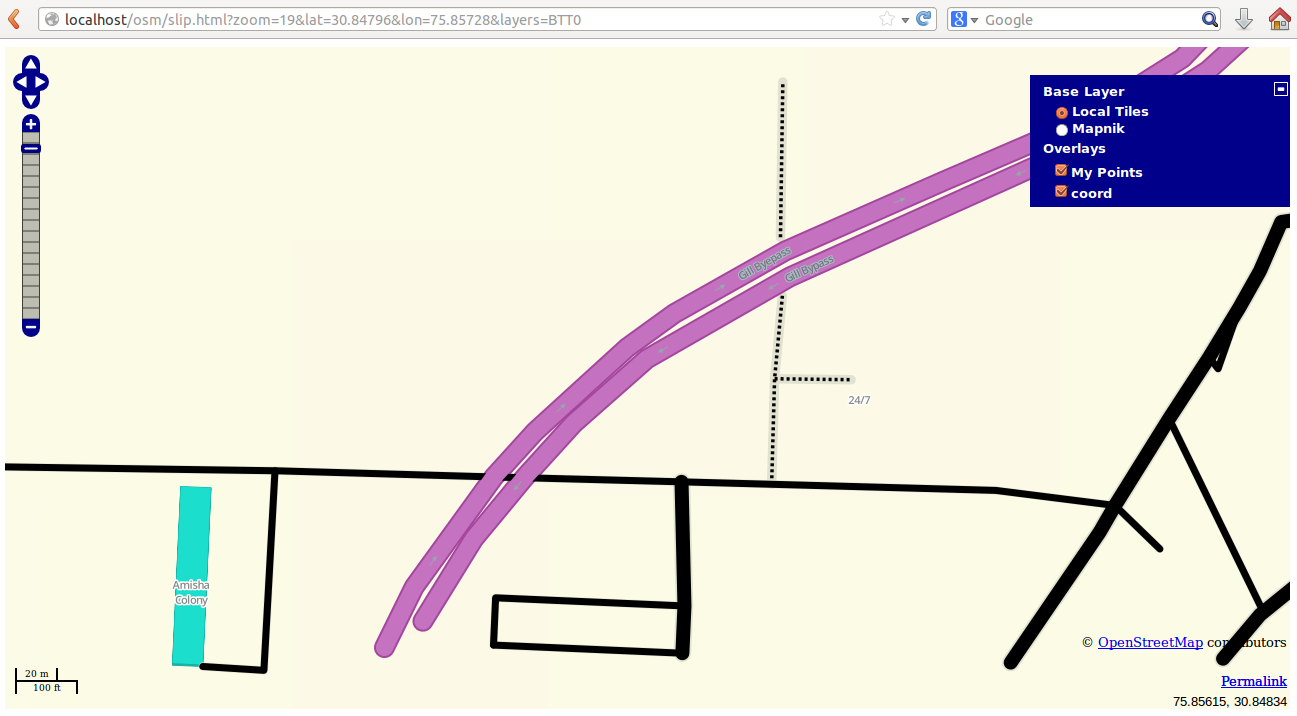 localhost/osm/slip.html?zoom=19&lat=30.84796&lon=75.85728&layers=BTT0
Google
Base Layer
Local Tiles
Mapnik
Overlays
My Points
coord
Gill Byepass
Gill Bypass
24/7
Amisha
Colony
© OpenStreetMap contributors
20 m
100 ft
Permalink
75.85615, 30.84834